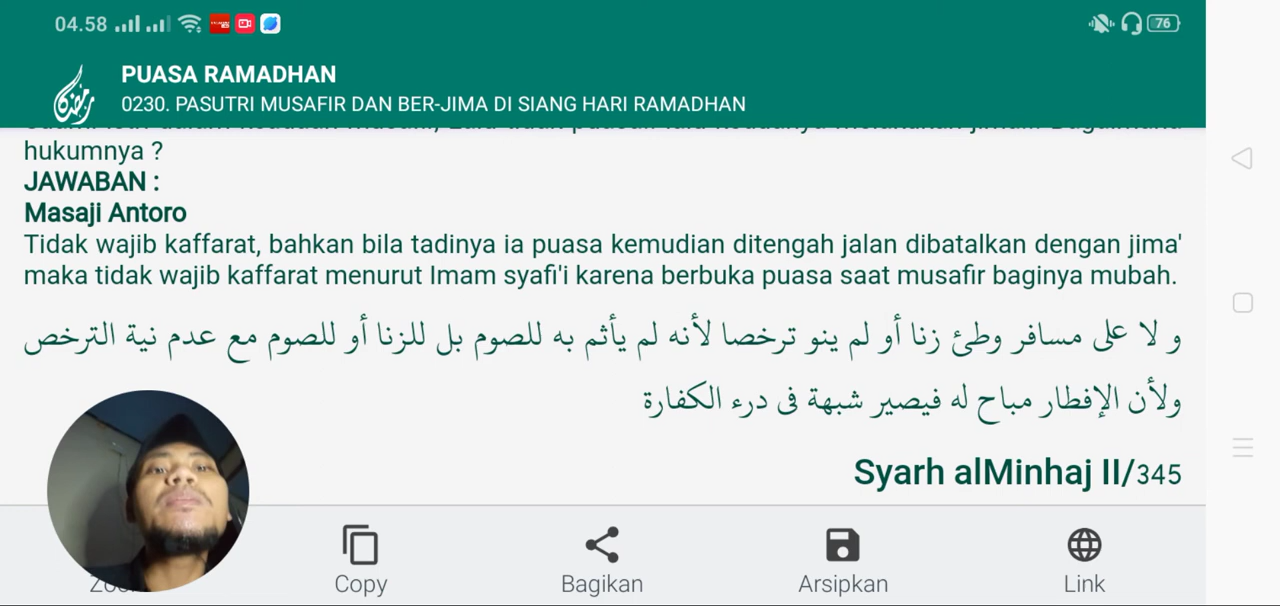 04.58
76
PUASA RAMADHAN
0230. PASUTRI MUSAFIR DAN BER-JIMA DI SIANG HARI RAMADHAN
hukumnya ?
JAWABAN :
Masaji Antoro
Tidak wajib kaffarat, bahkan bila tadinya ia puasa kemudian ditengah jalan dibatalkan dengan jima'
maka tidak wajib kaffarat menurut Imam syafi'i karena berbuka puasa saat musafir baginya mubah.
و لا على مسافر وطئ زنا أو لم ينو ترخصا لأنه لم يأثم به للصوم بل للزنا أو للصوم مع عدم نية الترخص
ولأن الإفطار مباح له فيصير شبهة فى درء الكفارة
Syarh alMinhaj II/345
Copy
Bagikan
Arsipkan
Link